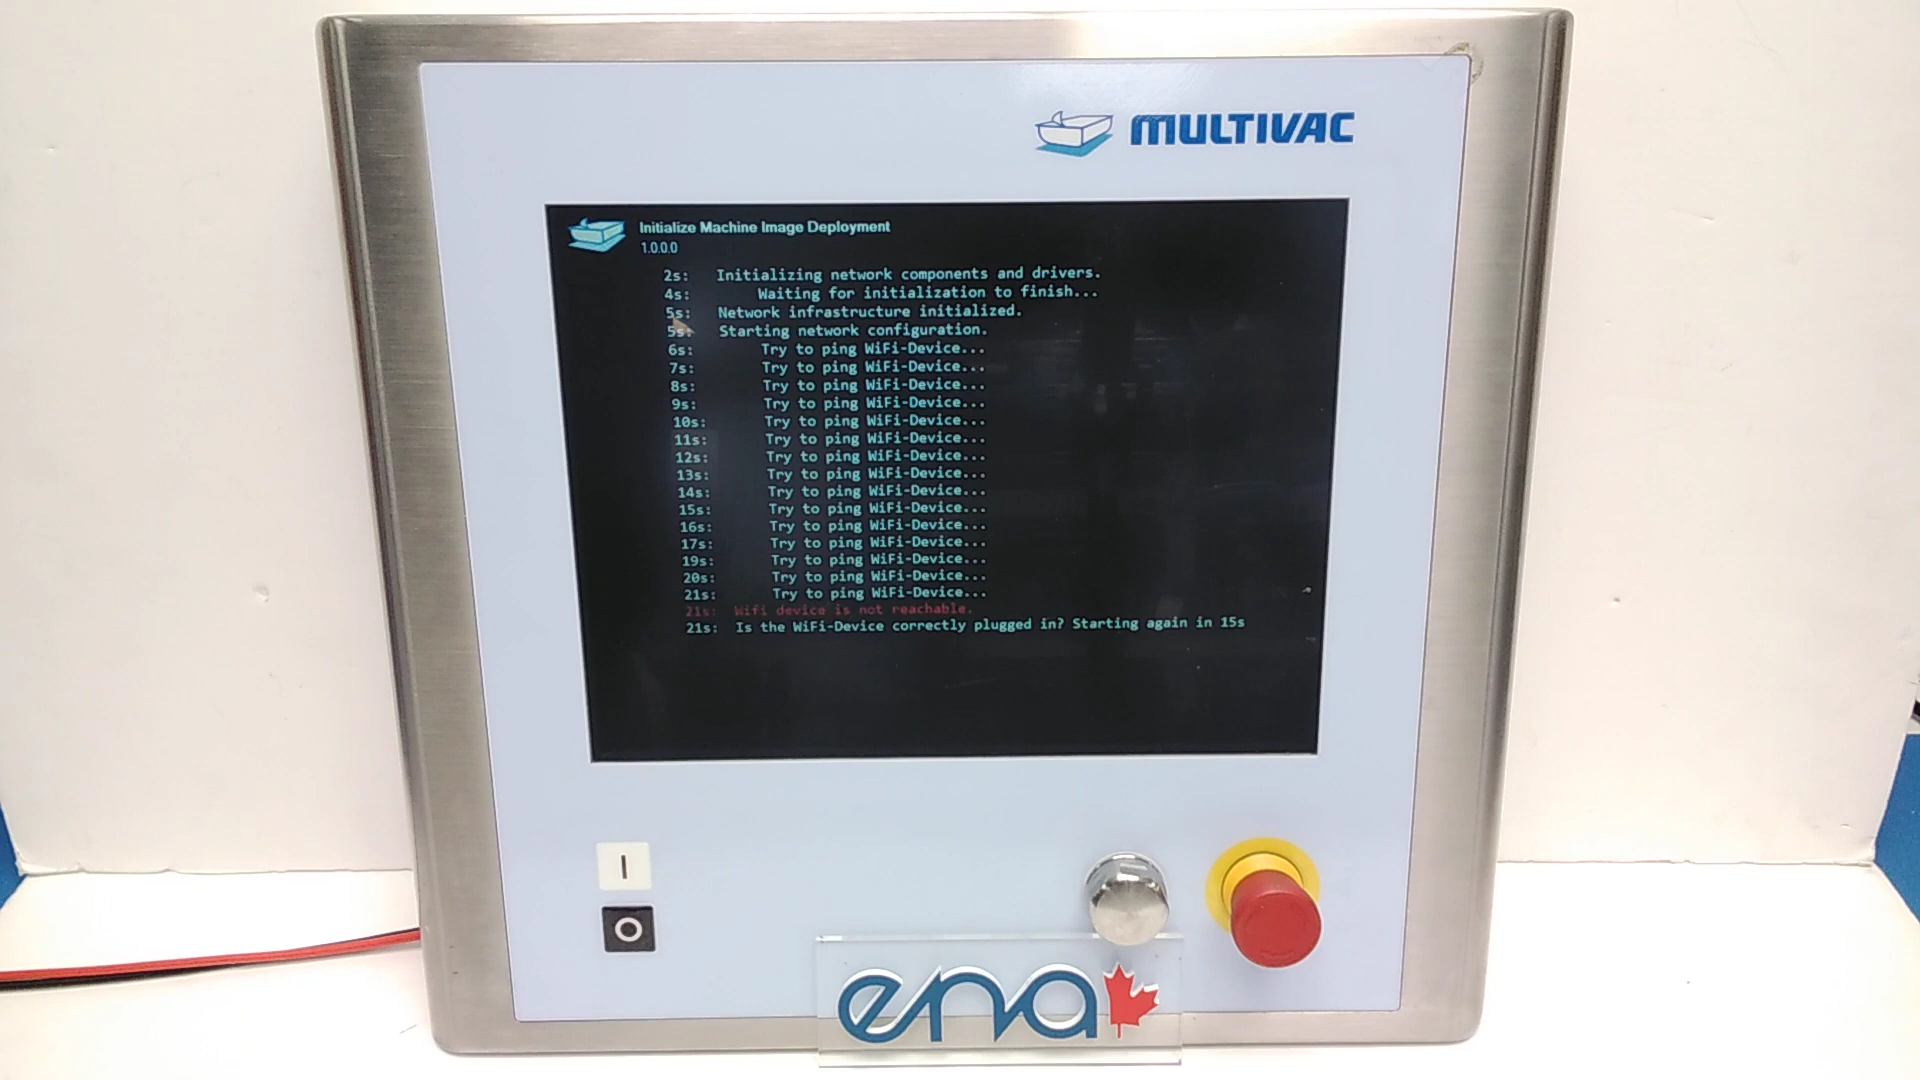 MULTIVAC
Initialize Machine Image Deployment
1.0.0.0
2s: Initializing network components and drivers.
4s: Waiting for initialization to finish...
5s: Network infrastructure initialized.
5s: Starting network configuration.
6s: Try to ping WiFi-Device...
7s: Try to ping WiFi-Device...
8s: Try to ping WiFi-Device...
9s: Try to ping WiFi-Device...
10s: Try to ping WiFi-Device...
11s: Try to ping WiFi-Device...
12s: Try to ping WiFi-Device...
13s: Try to ping WiFi-Device...
14s: Try to ping WiFi-Device...
15s: Try to ping WiFi-Device...
16s: Try to ping WiFi-Device...
17s: Try to ping WiFi-Device...
19s: Try to ping WiFi-Device...
20s: Try to ping WiFi-Device...
21s: Try to ping WiFi-Device...
21s: Wifi device is not reachable.
21s: Is the WiFi-Device correctly plugged in? Starting again in 15s
I
O
ena